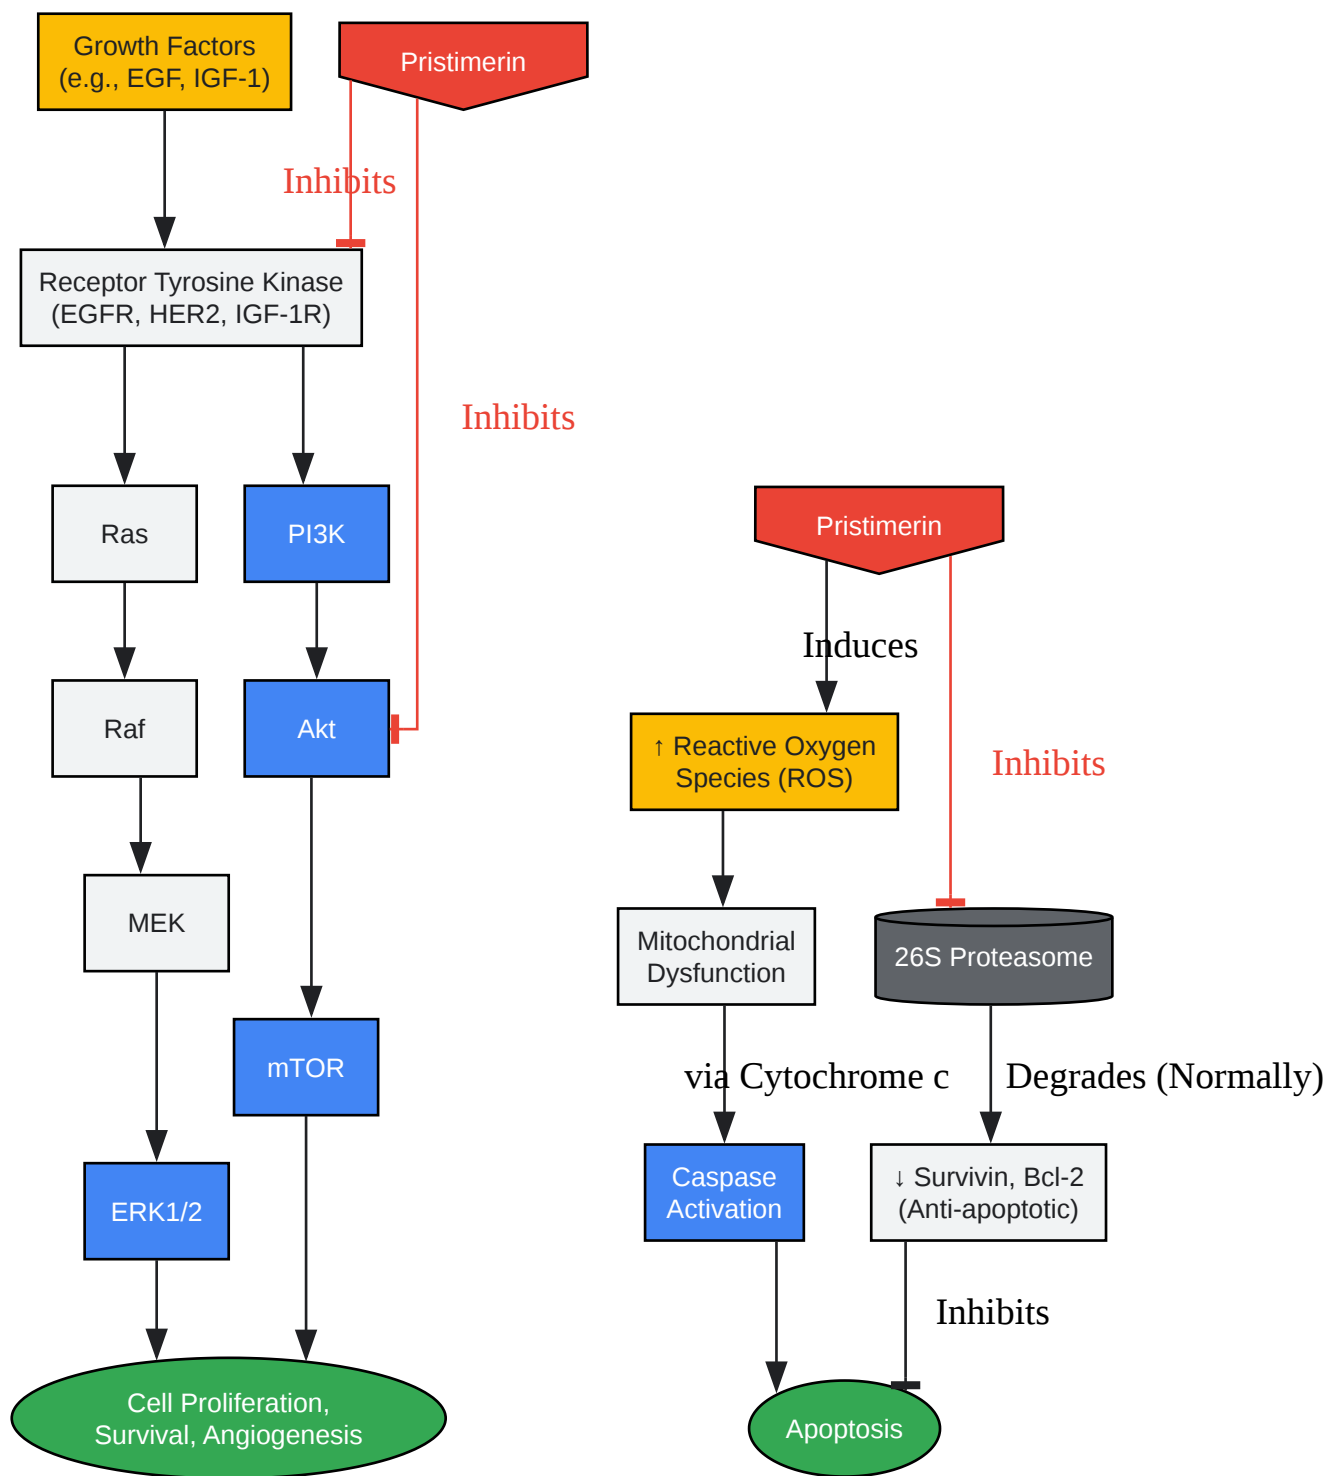 Growth Factors
(e.g., EGF, IGF-1)
Pristimerin
Inhibits
Receptor Tyrosine Kinase
(EGFR, HER2, IGF-1R)
Inhibits
Ras
PI3K
Raf
Akt
MEK
mTOR
ERK1/2
Cell Proliferation,
Survival, Angiogenesis
Pristimerin
Induces
↑ Reactive Oxygen
Species (ROS)
Inhibits
Mitochondrial
Dysfunction
26S Proteasome
via Cytochrome c
Degrades (Normally)
Caspase
Activation
↓ Survivin, Bcl-2
(Anti-apoptotic)
Inhibits
Apoptosis